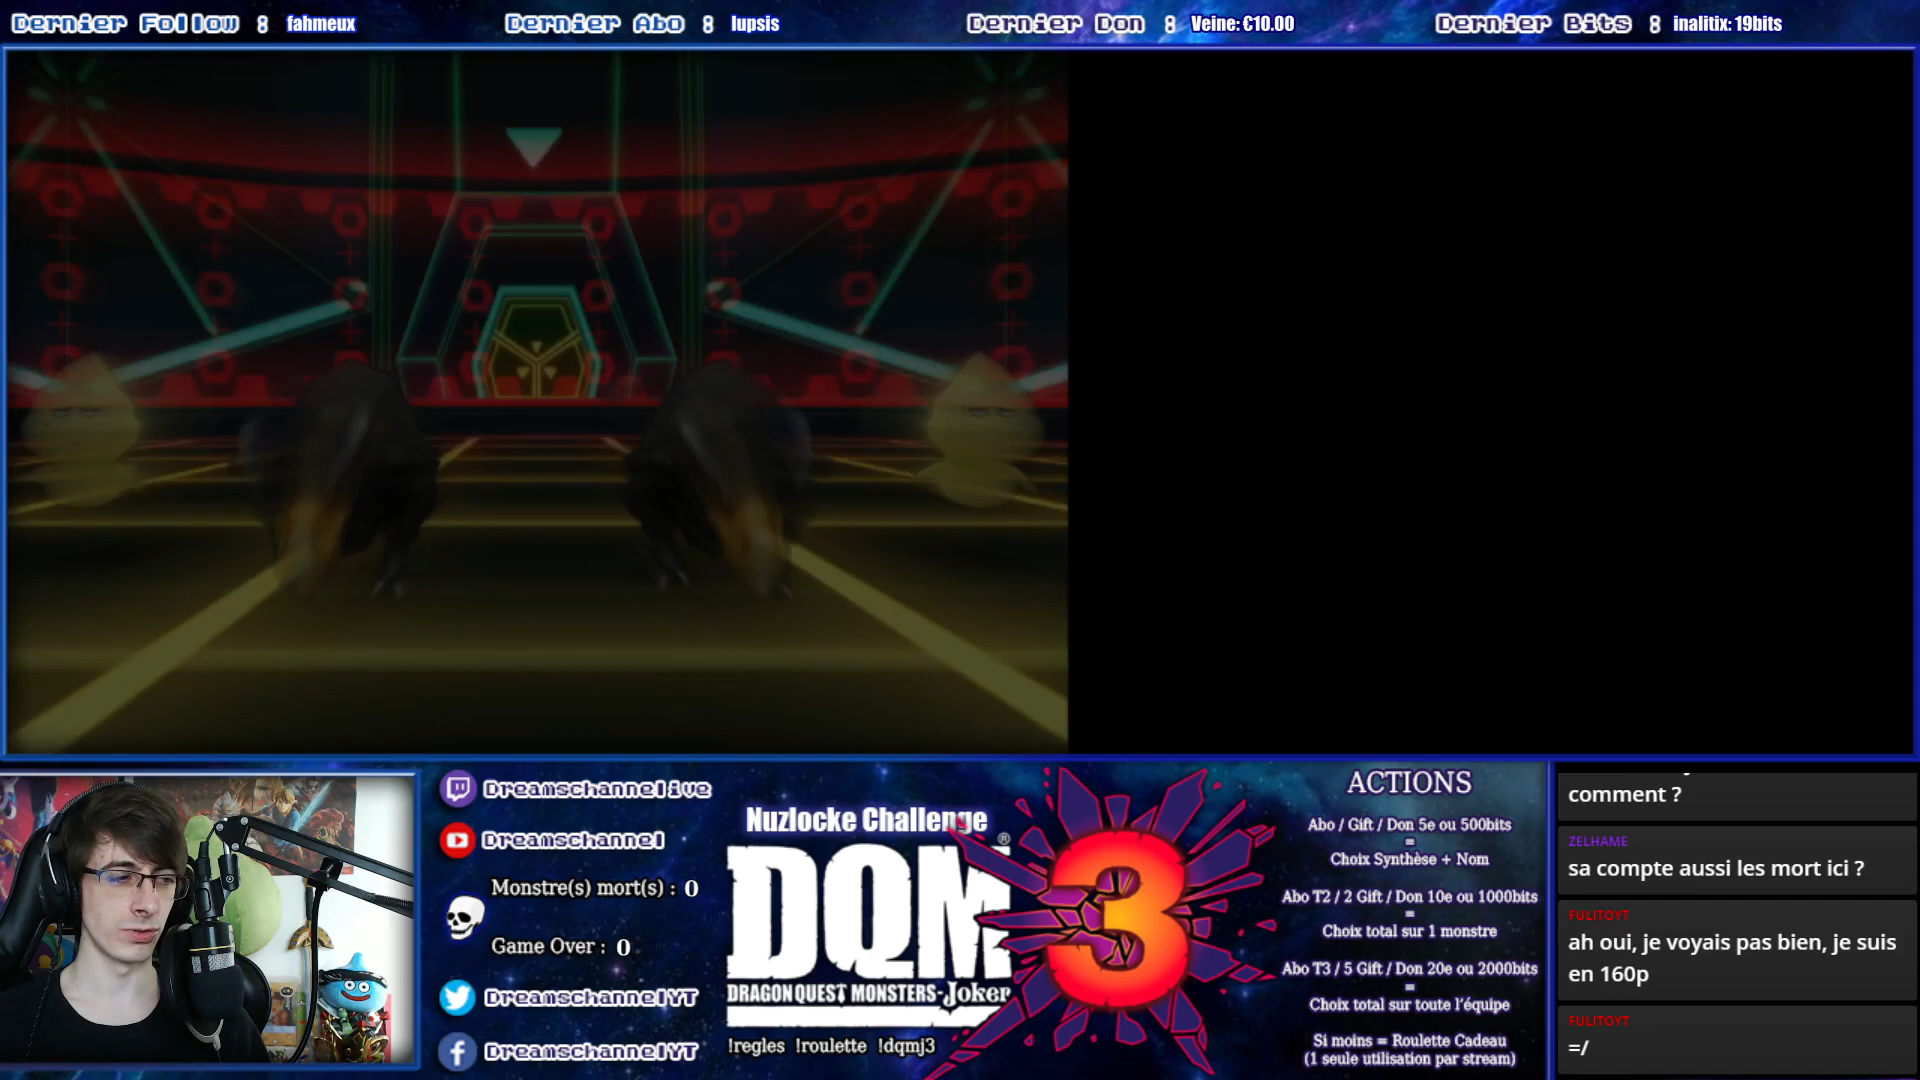 Dernier Follow : fahmeux
Dernier Abo : lupsis
Dernier Don : Veine: €10.00
Dernier Bits : inalitix: 19bits
Dreamschannelive
Dreamschannel
Monstre(s) mort(s) : 0
Game Over : 0
DreamschannelYT
DreamschannelYT
Nuzlocke Challenge
DQM
®
3
DRAGON QUEST MONSTERS-Joker
!regles !roulette !dqmj3
ACTIONS
Abo / Gift / Don 5e ou 500bits
=
Choix Synthèse + Nom
Abo T2 / 2 Gift / Don 10e ou 1000bits
=
Choix total sur 1 monstre
Abo T3 / 5 Gift / Don 20e ou 2000bits
=
Choix total sur toute l'équipe
Si moins = Roulette Cadeau
(1 seule utilisation par stream)
comment ?
ZELHAME
sa compte aussi les mort ici ?
FULITOYT
ah oui, je voyais pas bien, je suis
en 160p
FULITOYT
=/